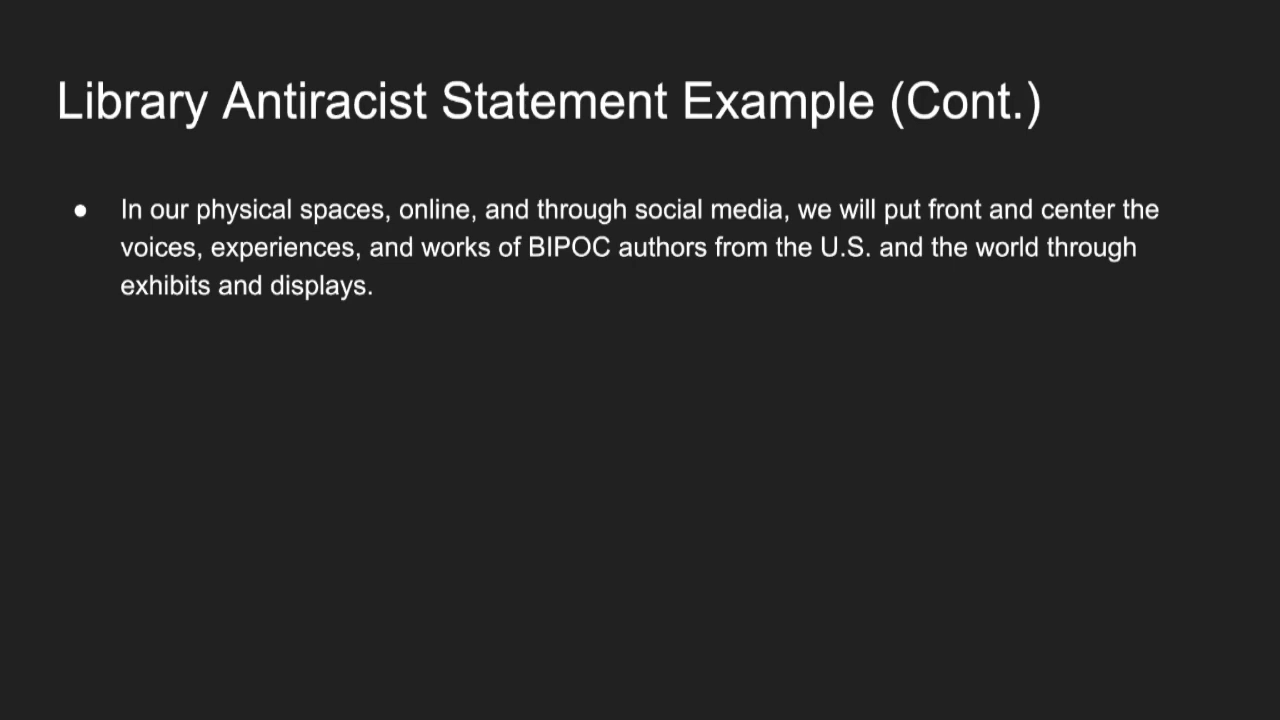 Library Antiracist Statement Example (Cont.)
● In our physical spaces, online, and through social media, we will put front and center the
voices, experiences, and works of BIPOC authors from the U.S. and the world through
exhibits and displays.